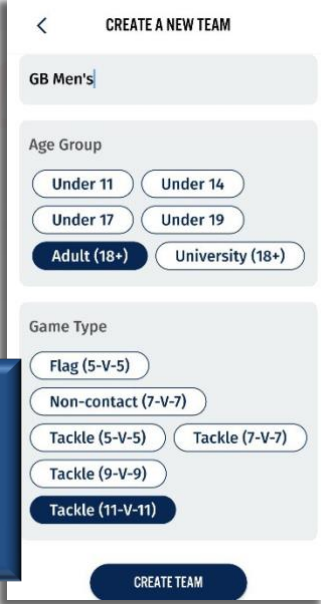 CREATE A NEW TEAM
GB Men's
Age Group
Under 11 Under 14
Under 17 Under 19
Adult (18+) University (18+)
Game Type
Flag (5-V-5)
Non-contact (7-V-7)
Tackle (5-V-5) Tackle (7-V-7)
Tackle (9-V-9)
Tackle (11-V-11)
CREATE TEAM